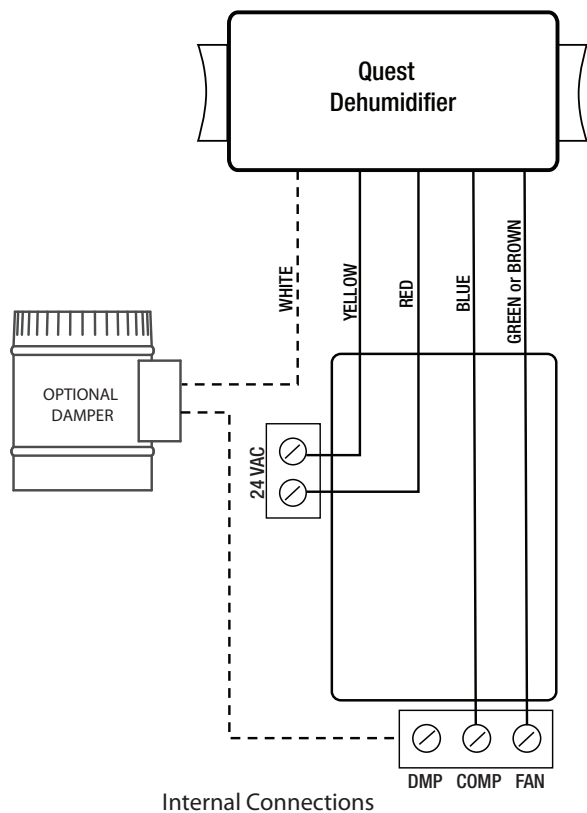 Quest
Dehumidifier
WHITE
YELLOW
RED
BLUE
GREEN or BROWN
OPTIONAL
DAMPER
24 VAC
DMP COMP FAN
Internal Connections